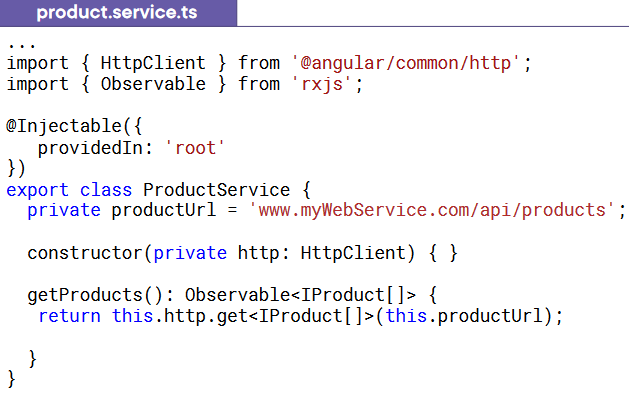 product.service.ts
...
import { HttpClient } from '@angular/common/http';
import { Observable } from 'rxjs';

@Injectable({
   providedIn: 'root'
})
export class ProductService {
  private productUrl = 'www.myWebService.com/api/products';

  constructor(private http: HttpClient) { }

  getProducts(): Observable<IProduct[]> {
   return this.http.get<IProduct[]>(this.productUrl);

  }
}